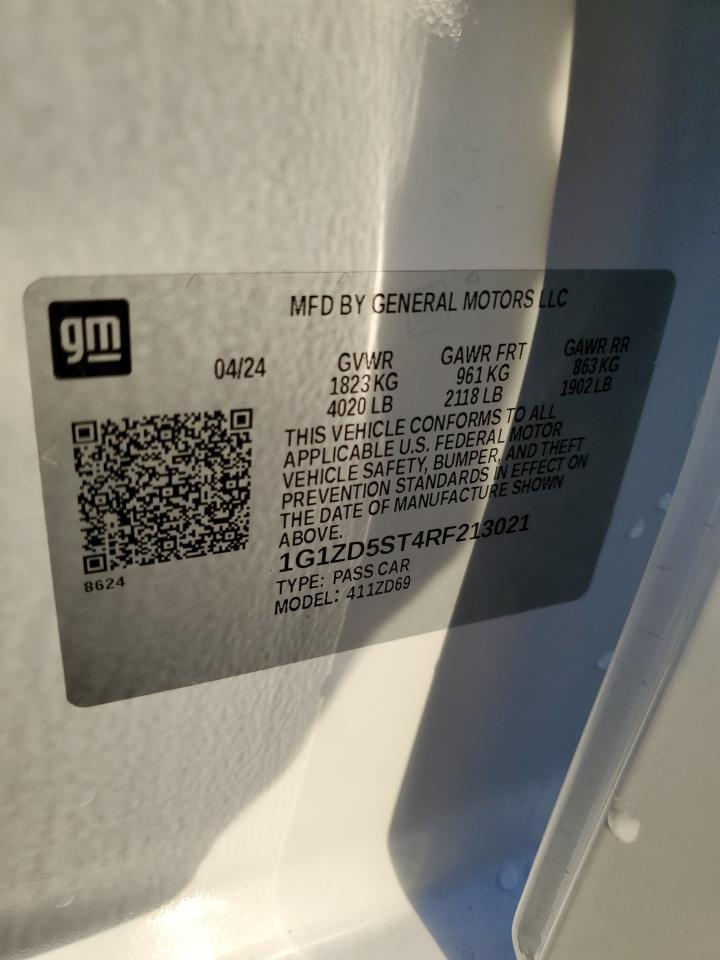 gm
MFD BY GENERAL MOTORS LLC
04/24
GVWR
1823 KG
4020 LB
GAWR FRT
961 KG
2118 LB
GAWR RR
863 KG
1902 LB
THIS VEHICLE CONFORMS TO ALL
APPLICABLE U.S. FEDERAL MOTOR
VEHICLE SAFETY, BUMPER, AND THEFT
PREVENTION STANDARDS IN EFFECT ON
THE DATE OF MANUFACTURE SHOWN
ABOVE.
1G1ZD5ST4RF213021
TYPE: PASS CAR
MODEL: 411ZD69
8624